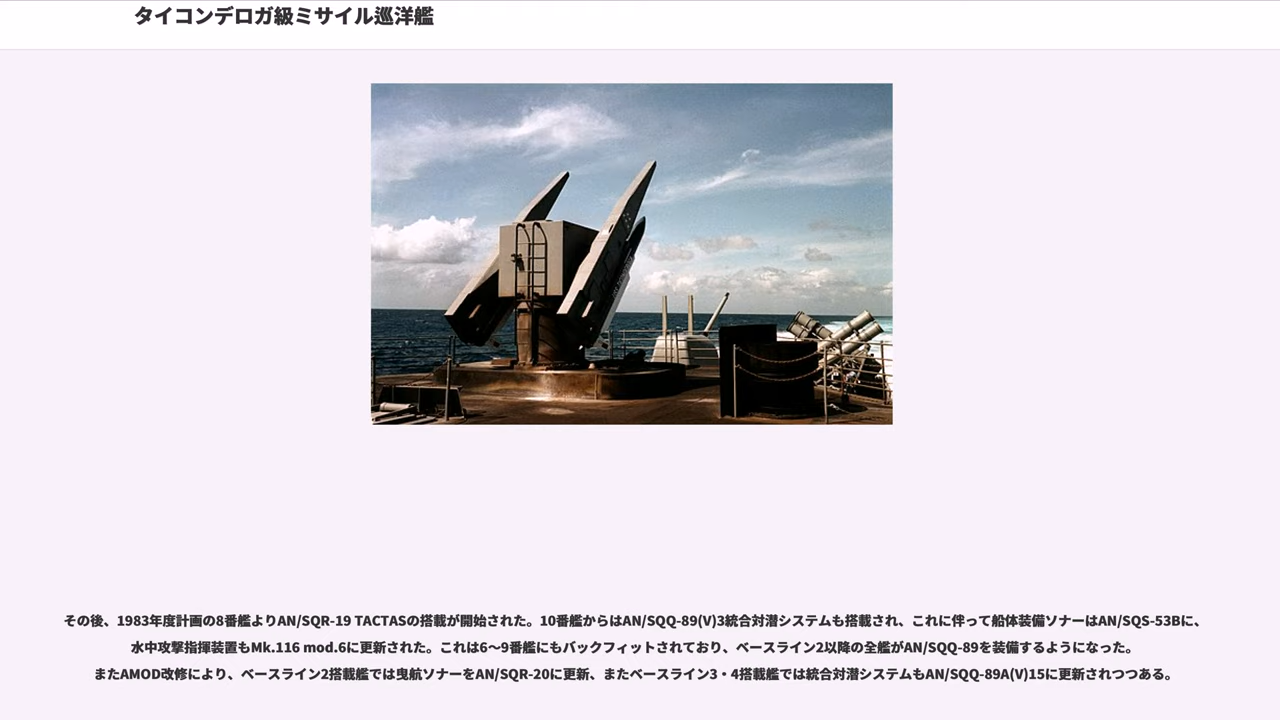 タイコンデロガ級ミサイル巡洋艦
その後、1983年度計画の8番艦よりAN/SQR-19 TACTASの搭載が開始された。10番艦からはAN/SQQ-89(V)3統合対潜システムも搭載され、これに伴って船体装備ソナーはAN/SQS-53Bに、
水中攻撃指揮装置もMk.116 mod.6に更新された。これは6〜9番艦にもバックフィットされており、ベースライン2以降の全艦がAN/SQQ-89を装備するようになった。
またAMOD改修により、ベースライン2搭載艦では曳航ソナーをAN/SQR-20に更新、またベースライン3・4搭載艦では統合対潜システムもAN/SQQ-89A(V)15に更新されつつある。